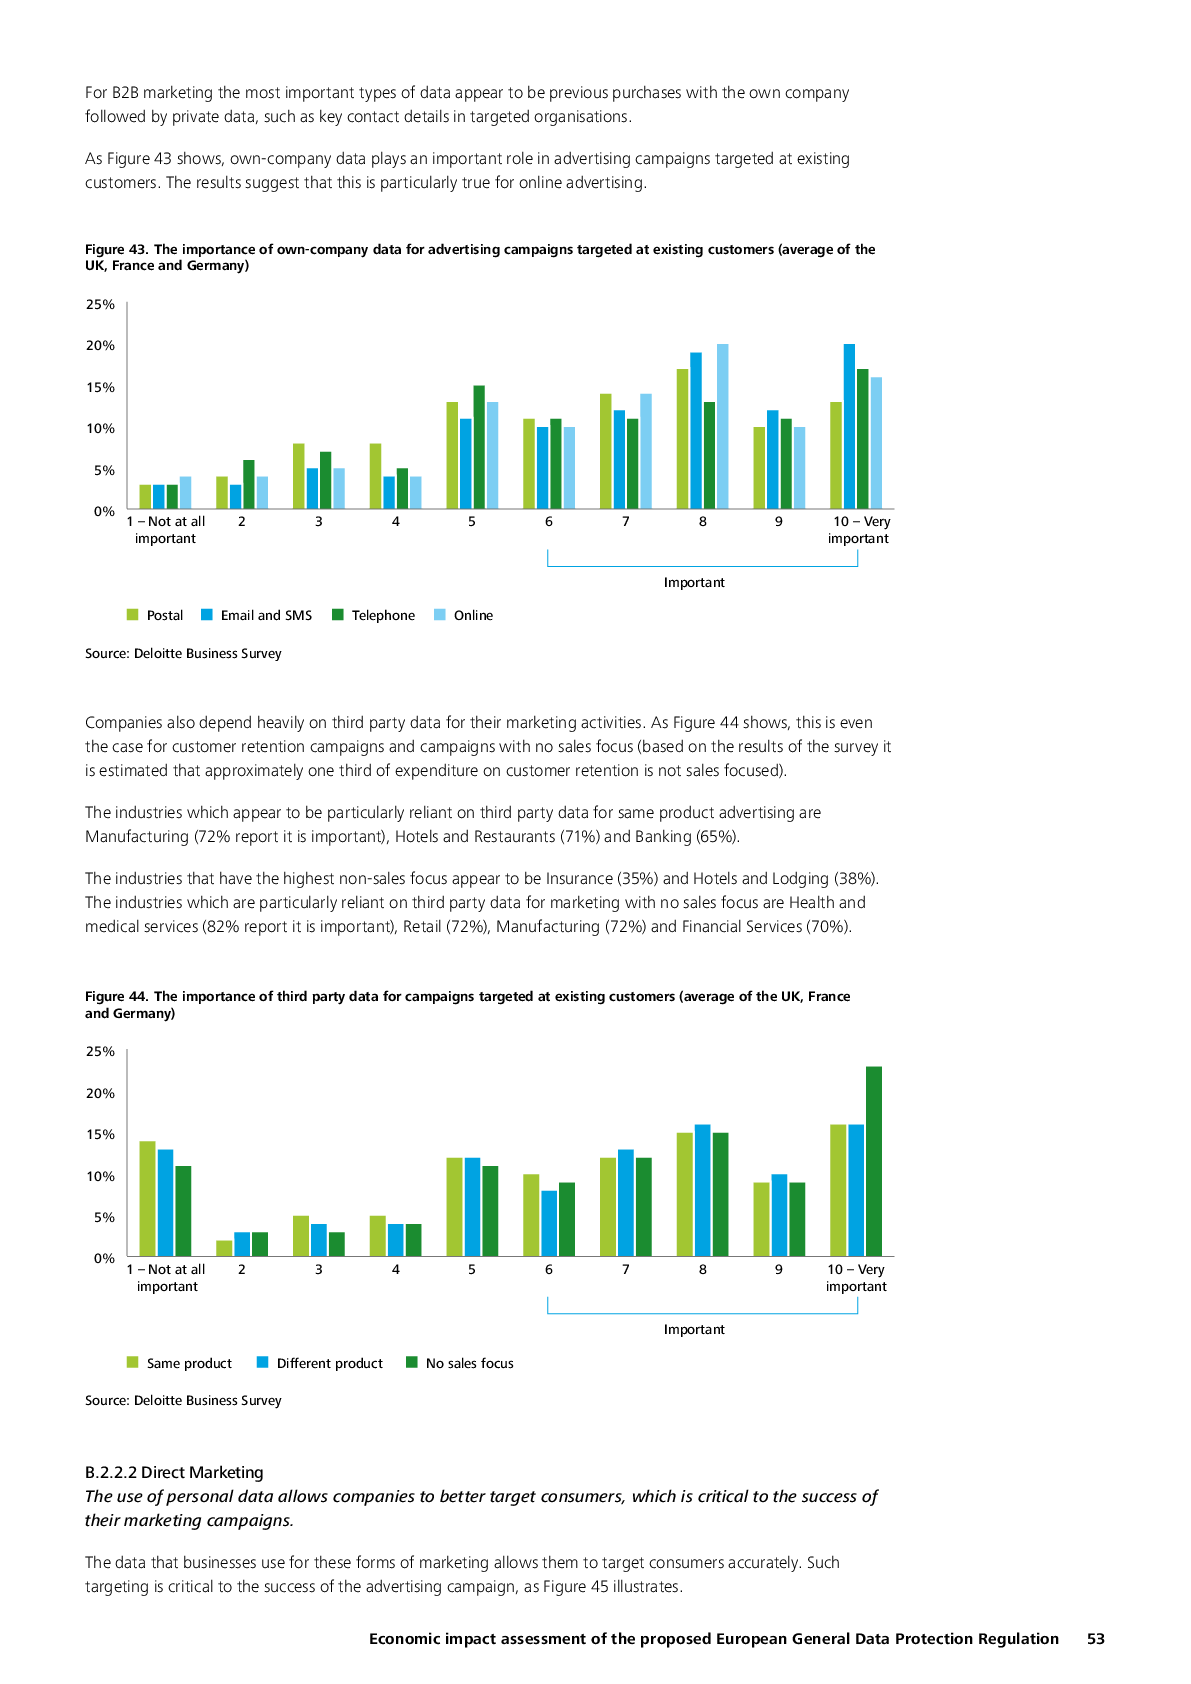 For B2B marketing the most important types of data appear to be previous purchases with the own company
followed by private data, such as key contact details in targeted organisations.
As Figure 43 shows, own-company data plays an important role in advertising campaigns targeted at existing
customers. The results suggest that this is particularly true for online advertising.
Figure 43. The importance of own-company data for advertising campaigns targeted at existing customers (average of the
UK, France and Germany)
25%
20%
15%
10%
5%
0%
1 – Not at all important 2 3 4 5 6 7 8 9 10 – Very important
Important
Postal Email and SMS Telephone Online
Source: Deloitte Business Survey
Companies also depend heavily on third party data for their marketing activities. As Figure 44 shows, this is even
the case for customer retention campaigns and campaigns with no sales focus (based on the results of the survey it
is estimated that approximately one third of expenditure on customer retention is not sales focused).
The industries which appear to be particularly reliant on third party data for same product advertising are
Manufacturing (72% report it is important), Hotels and Restaurants (71%) and Banking (65%).
The industries that have the highest non-sales focus appear to be Insurance (35%) and Hotels and Lodging (38%).
The industries which are particularly reliant on third party data for marketing with no sales focus are Health and
medical services (82% report it is important), Retail (72%), Manufacturing (72%) and Financial Services (70%).
Figure 44. The importance of third party data for campaigns targeted at existing customers (average of the UK, France
and Germany)
25%
20%
15%
10%
5%
0%
1 – Not at all important 2 3 4 5 6 7 8 9 10 – Very important
Important
Same product Different product No sales focus
Source: Deloitte Business Survey
B.2.2.2 Direct Marketing
The use of personal data allows companies to better target consumers, which is critical to the success of
their marketing campaigns.
The data that businesses use for these forms of marketing allows them to target consumers accurately. Such
targeting is critical to the success of the advertising campaign, as Figure 45 illustrates.
Economic impact assessment of the proposed European General Data Protection Regulation 53